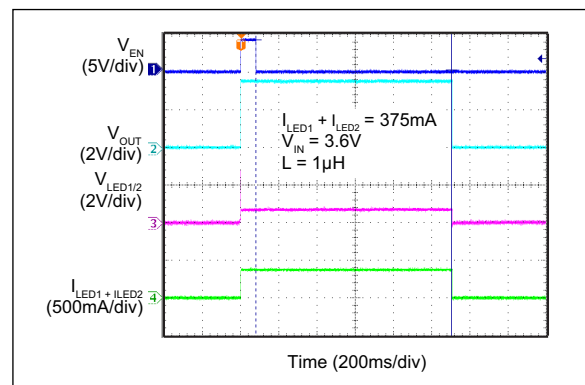 V_EN
(5V/div)
1
V_OUT
(2V/div)
2
V_LED1/2
(2V/div)
3
I_LED1 + ILED2
(500mA/div)
4
I_LED1 + I_LED2 = 375mA
V_IN = 3.6V
L = 1µH
Time (200ms/div)